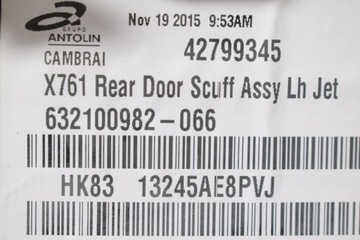 GRUPO
ANTOLIN
CAMBRAI
Nov 19 2015 9:53AM
42799345
X761 Rear Door Scuff Assy Lh Jet
632100982-066
HK83 13245AE8PVJ